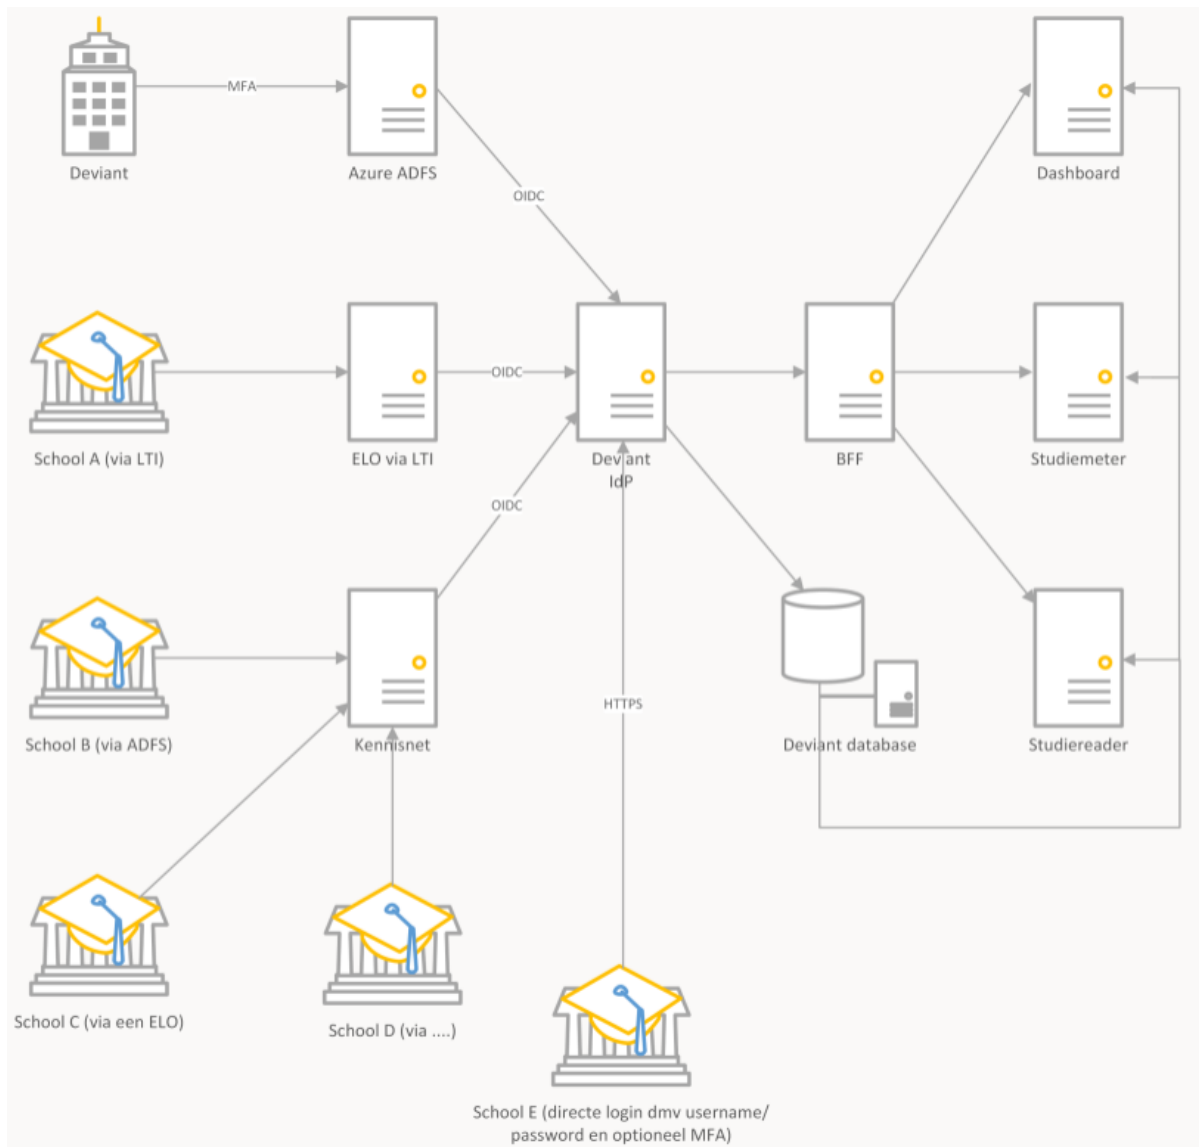 MFA
Deviant
Azure ADFS
Dashboard
OIDC
OIDC
School A (via LTI)
ELO via LTI
Deviant
IdP
BFF
Studiemeter
OIDC
HTTPS
School B (via ADFS)
Kennisnet
Deviant database
Studiereader
School C (via een ELO)
School D (via ....)
School E (directe login dmv username/
password en optioneel MFA)